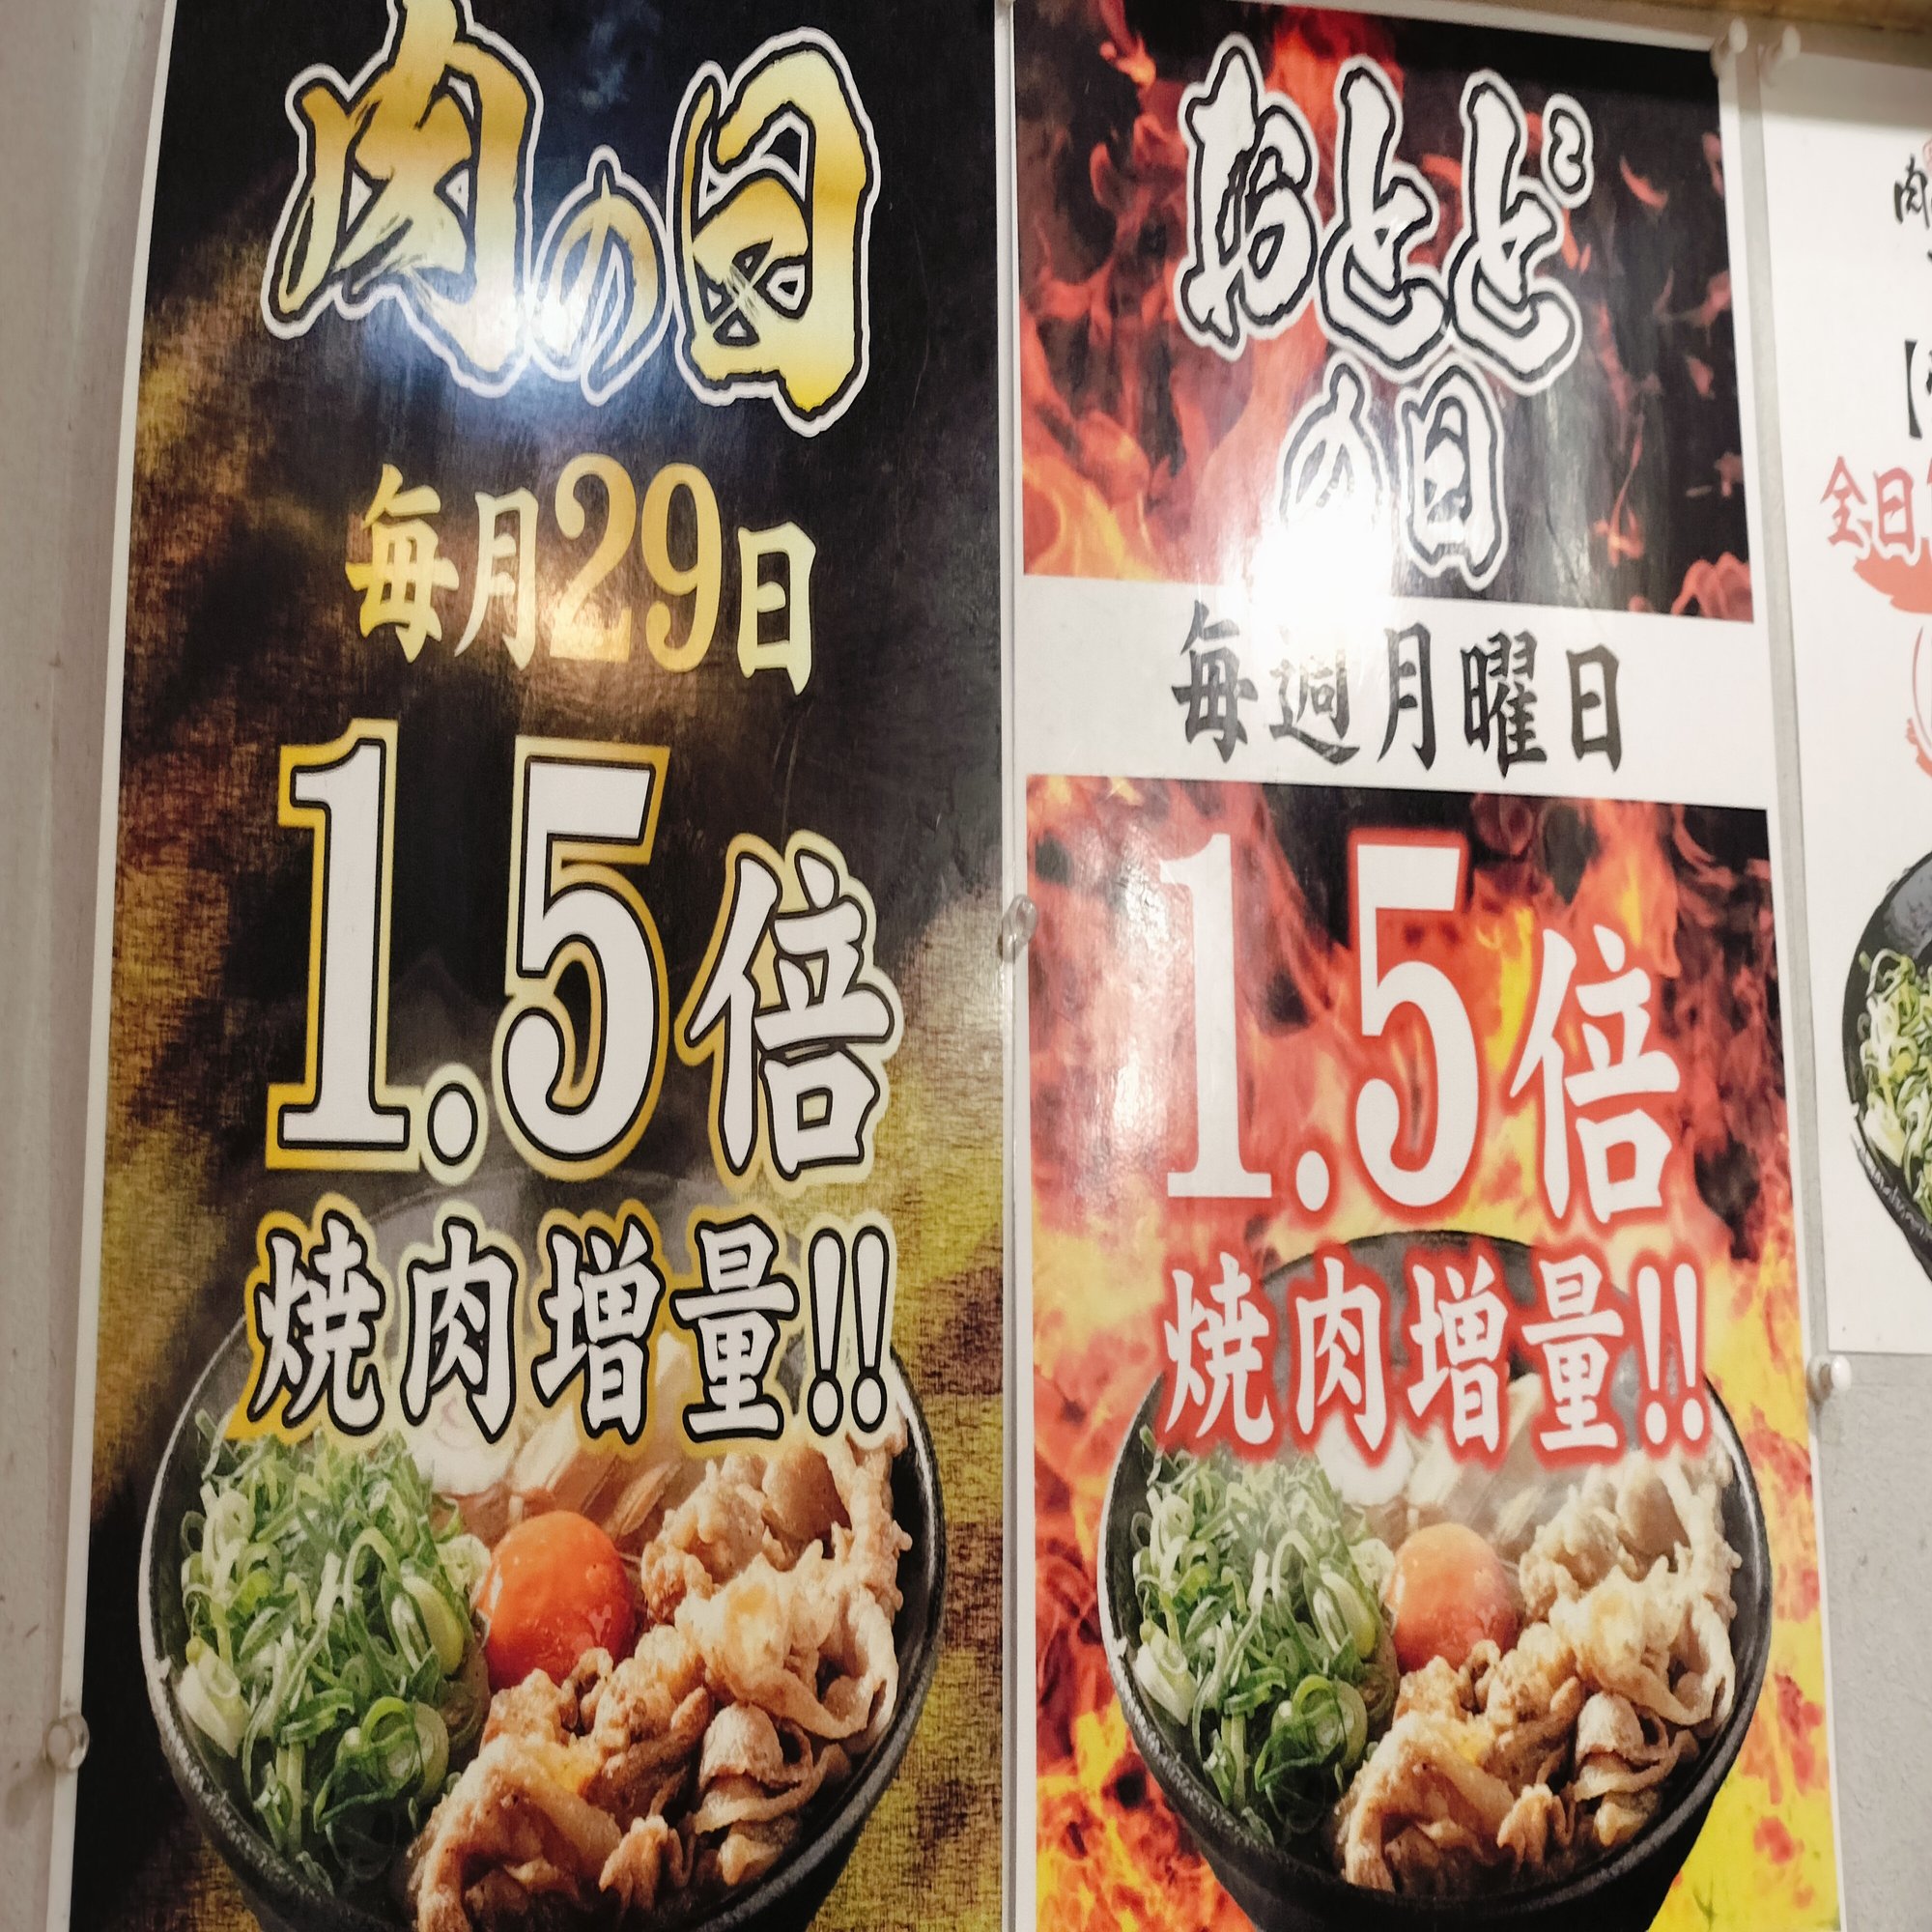 肉の日
毎月29日
1.5倍
焼肉増量!!
おとど
の日
毎週月曜日
1.5倍
焼肉増量!!
肉
全日